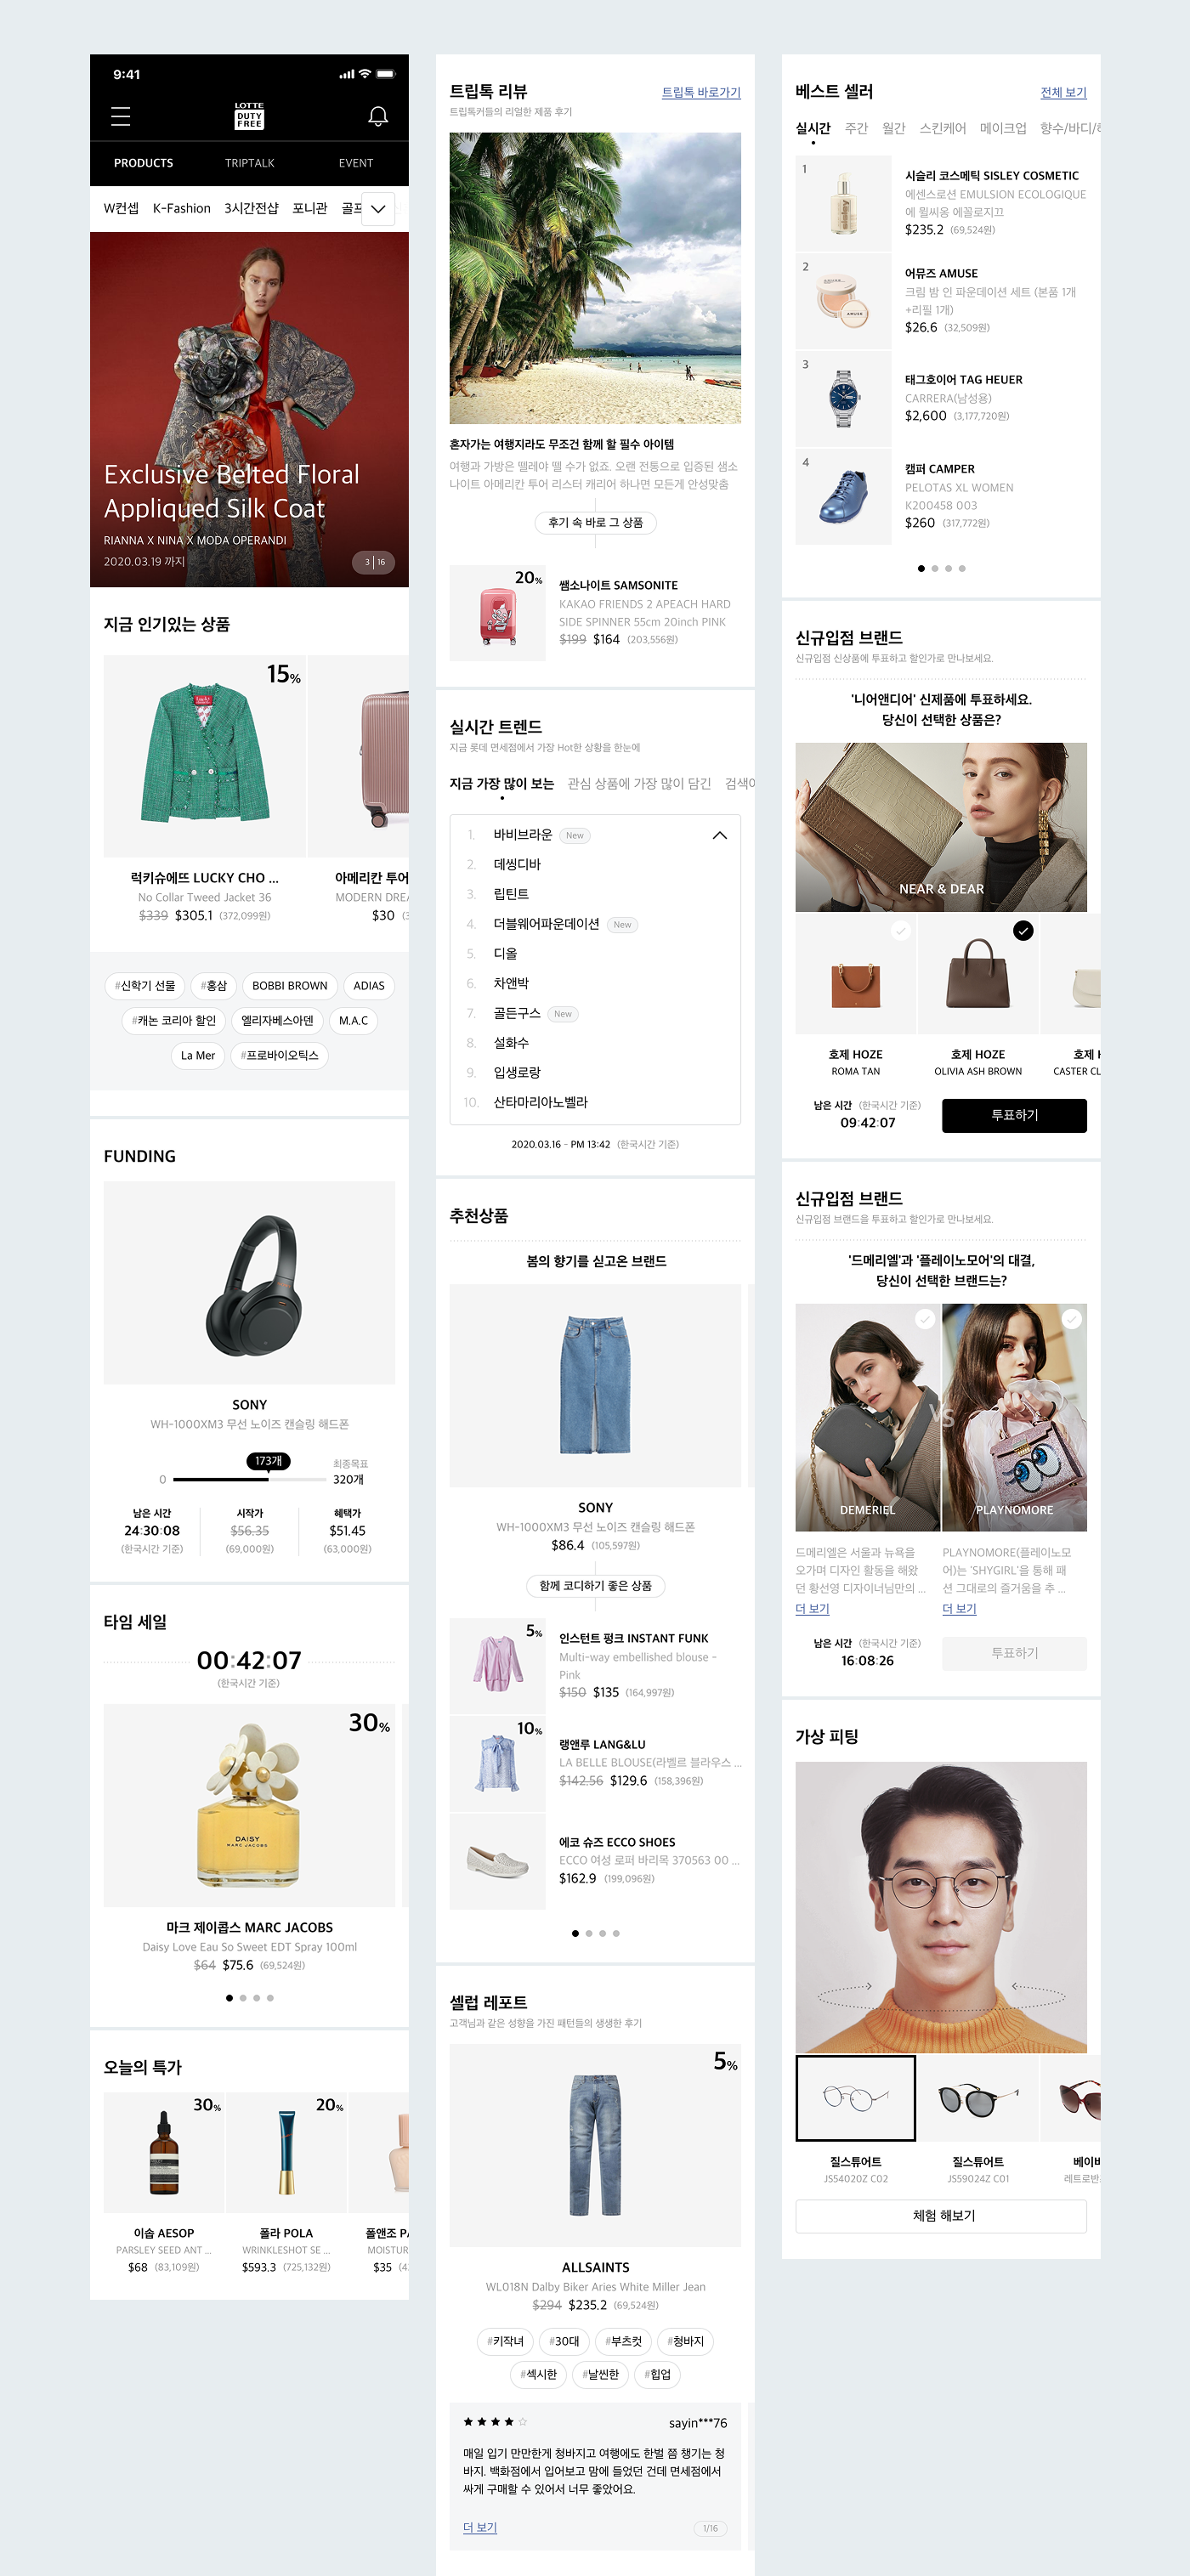 9:41
LOTTE
DUTY
FREE
PRODUCTS
TRIPTALK
EVENT
W컨셉
K-Fashion
3시간전샵
포니관
골프
Exclusive Belted Floral
Appliqued Silk Coat
RIANNA X NINA X MODA OPERANDI
2020.03.19 까지
3 | 16
지금 인기있는 상품
15%
럭키슈에뜨 LUCKY CHO ...
No Collar Tweed Jacket 36
$339 $305.1 (372,099원)
아메리칸 투어
MODERN DREA
$30
#신학기 선물
#홍삼
BOBBI BROWN
ADIAS
#캐논 코리아 할인
엘리자베스아덴
M.A.C
La Mer
#프로바이오틱스
FUNDING
SONY
WH-1000XM3 무선 노이즈 캔슬링 헤드폰
173개
최종목표
0
320개
남은 시간
24:30:08
(한국시간 기준)
시작가
$56.35
(69,000원)
혜택가
$51.45
(63,000원)
타임 세일
00:42:07
(한국시간 기준)
30%
DAISY
MARC JACOBS
마크 제이콥스 MARC JACOBS
Daisy Love Eau So Sweet EDT Spray 100ml
$64 $75.6 (69,524원)
오늘의 특가
30%
이솝 AESOP
PARSLEY SEED ANT ...
$68 (83,109원)
20%
폴라 POLA
WRINKLESHOT SE ...
$593.3 (725,132원)
폴앤조 PA
MOISTUR
$35
트립톡 리뷰
트립톡 바로가기
트립톡커들의 리얼한 제품 후기
혼자가는 여행지라도 무조건 함께 할 필수 아이템
여행과 가방은 뗄레야 뗄 수가 없죠. 오랜 전통으로 입증된 샘소
나이트 아메리칸 투어 리스터 캐리어 하나면 모든게 안성맞춤
후기 속 바로 그 상품
20%
쌤소나이트 SAMSONITE
KAKAO FRIENDS 2 APEACH HARD
SIDE SPINNER 55cm 20inch PINK
$199 $164 (203,556원)
실시간 트렌드
지금 롯데 면세점에서 가장 Hot한 상황을 한눈에
지금 가장 많이 보는
관심 상품에 가장 많이 담긴
검색어
1. 바비브라운 New
2. 데씽디바
3. 립틴트
4. 더블웨어파운데이션 New
5. 디올
6. 차앤박
7. 골든구스 New
8. 설화수
9. 입생로랑
10. 산타마리아노벨라
2020.03.16 - PM 13:42 (한국시간 기준)
추천상품
봄의 향기를 싣고온 브랜드
SONY
WH-1000XM3 무선 노이즈 캔슬링 헤드폰
$86.4 (105,597원)
함께 코디하기 좋은 상품
5%
인스턴트 펑크 INSTANT FUNK
Multi-way embellished blouse -
Pink
$150 $135 (164,997원)
10%
랭앤루 LANG&LU
LA BELLE BLOUSE(라벨르 블라우스 ...
$142.56 $129.6 (158,396원)
에코 슈즈 ECCO SHOES
ECCO 여성 로퍼 바리목 370563 00 ...
$162.9 (199,096원)
셀럽 레포트
고객님과 같은 성향을 가진 패턴들의 생생한 후기
5%
ALLSAINTS
WL018N Dalby Biker Aries White Miller Jean
$294 $235.2 (69,524원)
#키작녀
#30대
#부츠컷
#청바지
#섹시한
#날씬한
#힙업
sayin***76
매일 입기 만만한게 청바지고 여행에도 한벌 쯤 챙기는 청
바지. 백화점에서 입어보고 맘에 들었던 건데 면세점에서
싸게 구매할 수 있어서 너무 좋았어요.
더 보기
1/16
베스트 셀러
전체 보기
실시간
주간
월간
스킨케어
메이크업
향수/바디/헤
1
시슬리 코스메틱 SISLEY COSMETIC
에센스로션 EMULSION ECOLOGIQUE
에 윌씨옹 에꼴로지끄
$235.2 (69,524원)
2
AMUSE
어뮤즈 AMUSE
크림 밤 인 파운데이션 세트 (본품 1개
+리필 1개)
$26.6 (32,509원)
3
태그호이어 TAG HEUER
CARRERA(남성용)
$2,600 (3,177,720원)
4
캠퍼 CAMPER
PELOTAS XL WOMEN
K200458 003
$260 (317,772원)
신규입점 브랜드
신규입점 신상품에 투표하고 할인가로 만나보세요.
'니어앤디어' 신제품에 투표하세요.
당신이 선택한 상품은?
NEAR & DEAR
호제 HOZE
ROMA TAN
호제 HOZE
OLIVIA ASH BROWN
호제 H
CASTER CL
남은 시간 (한국시간 기준)
09:42:07
투표하기
신규입점 브랜드
신규입점 브랜드을 투표하고 할인가로 만나보세요.
'드메리엘'과 '플레이노모어'의 대결,
당신이 선택한 브랜드는?
VS
DEMERIEL
PLAYNOMORE
드메리엘은 서울과 뉴욕을
오가며 디자인 활동을 해왔
던 황선영 디자이너님만의 ...
더 보기
PLAYNOMORE(플레이노모
어)는 'SHYGIRL'을 통해 패
션 그대로의 즐거움을 추 ...
더 보기
남은 시간 (한국시간 기준)
16:08:26
투표하기
가상 피팅
질스튜어트
JS54020Z C02
질스튜어트
JS59024Z C01
베이비
레트로반
체험 해보기